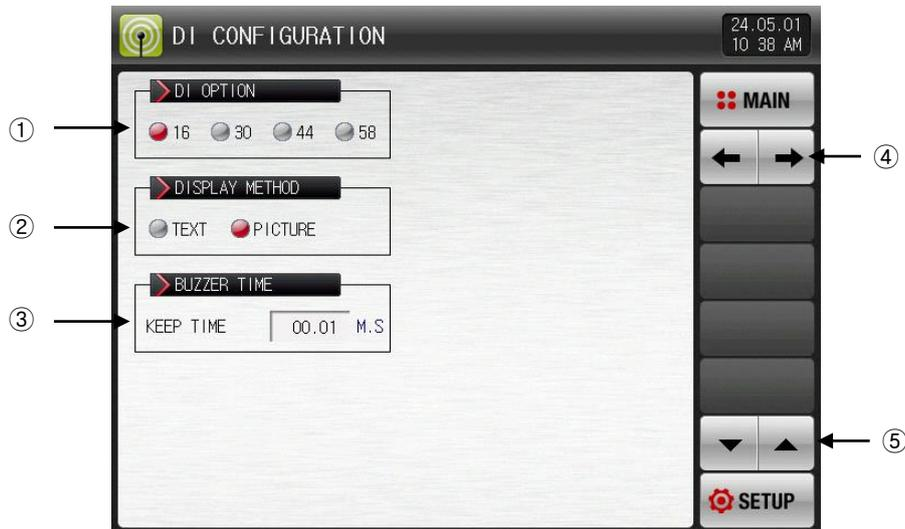 DI CONFIGURATION
24.05.01
10 38 AM
DI OPTION
MAIN
① 16 30 44 58
④
DISPLAY METHOD
② TEXT PICTURE
BUZZER TIME
③ KEEP TIME 00.01 M.S
⑤
SETUP